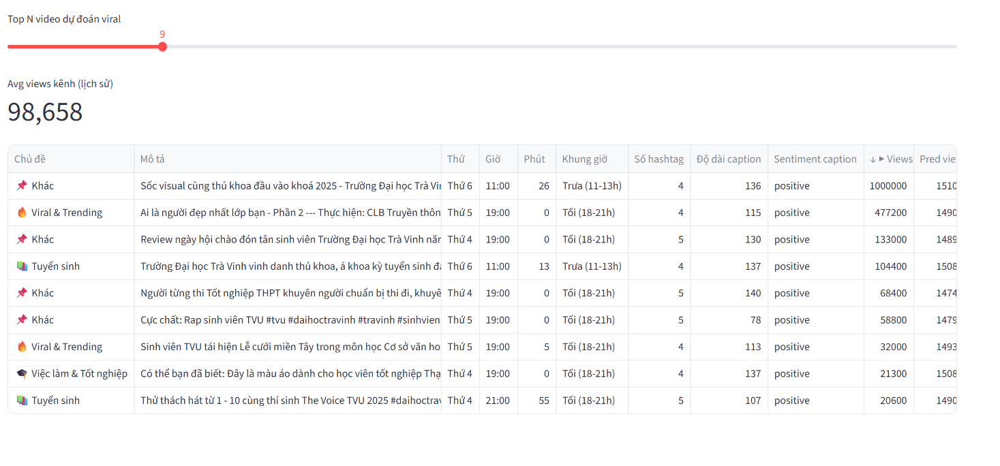 Top N video dự đoán viral
9
Avg views kênh (lịch sử)
98,658
Chủ đề Mô tả Thứ Giờ Phút Khung giờ Số hashtag Độ dài caption Sentiment caption Views Pred vie
Khác Sốc visual cùng thủ khoa đầu vào khoá 2025 - Trường Đại học Trà Vin Thứ 6 11:00 26 Trưa (11-13h) 4 136 positive 1000000 1510
Viral & Trending Ai là người đẹp nhất lớp bạn - Phần 2 --- Thực hiện: CLB Truyền thôn Thứ 5 19:00 0 Tối (18-21h) 4 115 positive 477200 1490
Khác Review ngày hội chào đón tân sinh viên Trường Đại học Trà Vinh năm Thứ 4 19:00 0 Tối (18-21h) 5 130 positive 133000 1489
Tuyển sinh Trường Đại học Trà Vinh vinh danh thủ khoa, á khoa kỳ tuyển sinh đạ Thứ 6 11:00 13 Trưa (11-13h) 4 137 positive 104400 1508
Khác Người từng thi Tốt nghiệp THPT khuyên người chuẩn bị thi đi, khuyê Thứ 4 19:00 0 Tối (18-21h) 5 140 positive 68400 1474
Khác Cực chất: Rap sinh viên TVU #tvu #daihoctravinh #travinh #sinhvien Thứ 5 19:00 0 Tối (18-21h) 5 78 positive 58800 1479
Viral & Trending Sinh viên TVU tái hiện Lễ cưới miền Tây trong môn học Cơ sở văn ho Thứ 5 19:00 5 Tối (18-21h) 4 113 positive 32000 1493
Việc làm & Tốt nghiệp Có thể bạn đã biết: Đây là màu áo dành cho học viên tốt nghiệp Thạ Thứ 4 19:00 0 Tối (18-21h) 4 137 positive 21300 1508
Tuyển sinh Thử thách hát từ 1 - 10 cùng thí sinh The Voice TVU 2025 #daihoctrav Thứ 4 21:00 55 Tối (18-21h) 5 107 positive 20600 1490